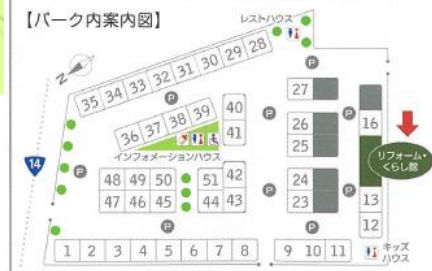 【パーク内案内図】
レストハウス
N
35 34 33 32 31 30 29 28
P
27
36 37 38 39
40
41
26
25
16
インフォメーションハウス
リフォーム・
くらし館
14
P
48 49 50
51
42
P
24
P
47 46 45
44
43
23
13
12
P
P
1 2 3 4 5 6 7 8
9 10 11
キッズ
ハウス
P
P
P